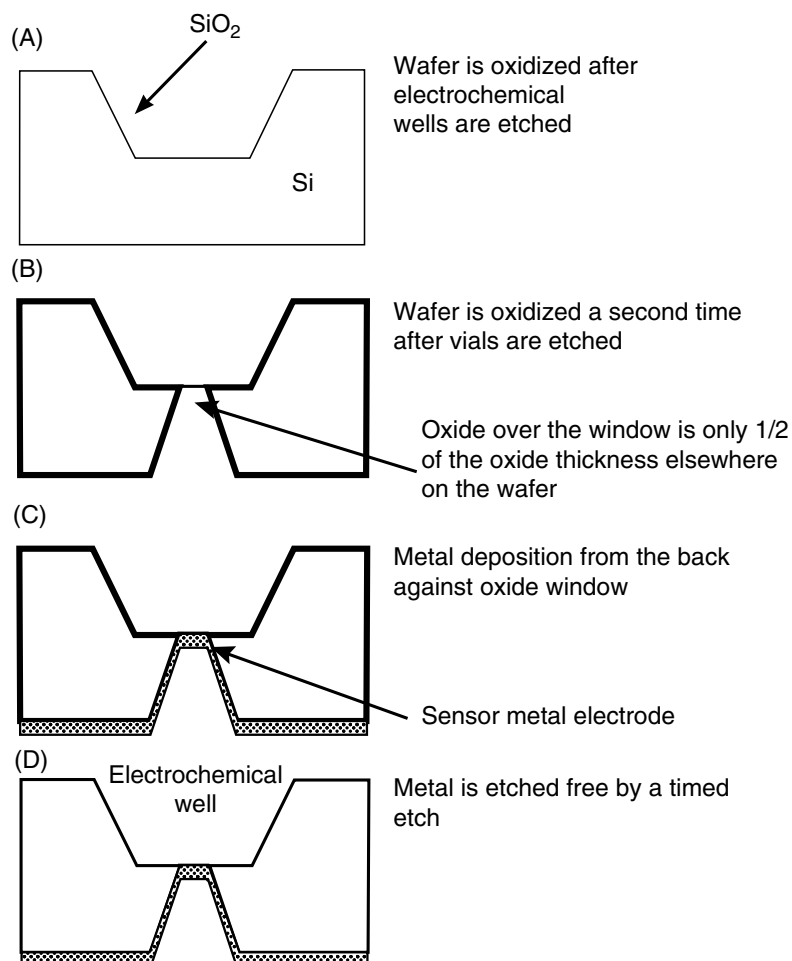 (A)
SiO₂
Wafer is oxidized after
electrochemical
wells are etched
Si
(B)
Wafer is oxidized a second time
after vials are etched
Oxide over the window is only 1/2
of the oxide thickness elsewhere
on the wafer
(C)
Metal deposition from the back
against oxide window
Sensor metal electrode
(D)
Electrochemical
well
Metal is etched free by a timed
etch